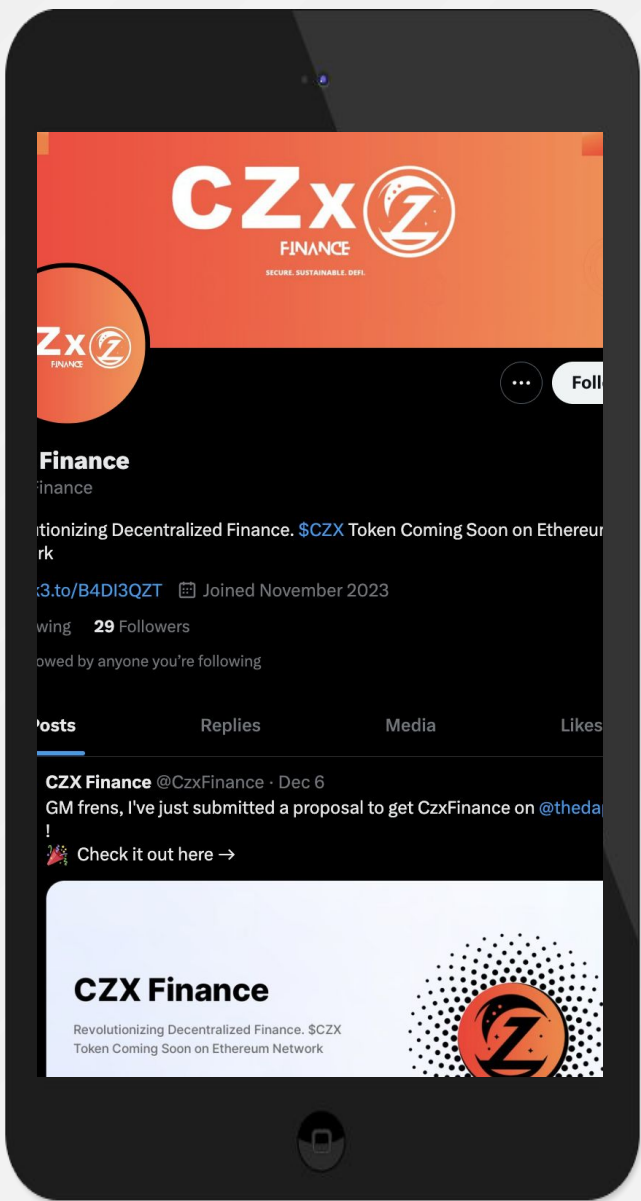 CZx
FINANCE
SECURE. SUSTAINABLE. DEFI.
Zx
FINANCE
Foll
Finance
Finance
utionizing Decentralized Finance. $CZX Token Coming Soon on Ethereur
rk
k3.to/B4DI3QZT Joined November 2023
wing 29 Followers
owed by anyone you're following
Posts Replies Media Likes
CZX Finance @CzxFinance · Dec 6
GM frens, I've just submitted a proposal to get CzxFinance on @theda
!
🎉 Check it out here →
CZX Finance
Revolutionizing Decentralized Finance. $CZX
Token Coming Soon on Ethereum Network